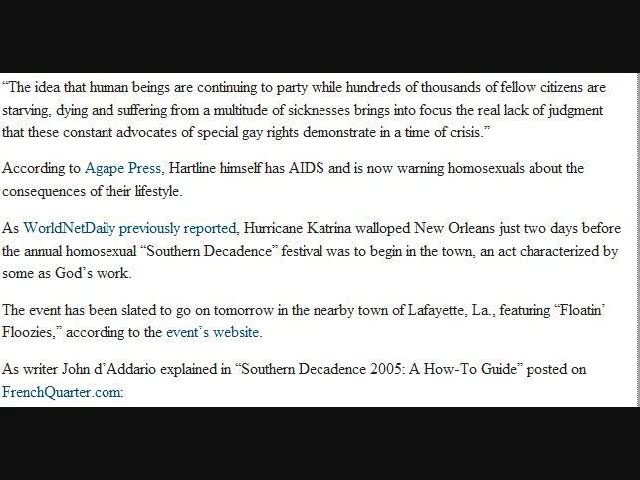 “The idea that human beings are continuing to party while hundreds of thousands of fellow citizens are
starving, dying and suffering from a multitude of sicknesses brings into focus the real lack of judgment
that these constant advocates of special gay rights demonstrate in a time of crisis.”
According to Agape Press, Hartline himself has AIDS and is now warning homosexuals about the
consequences of their lifestyle.
As WorldNetDaily previously reported, Hurricane Katrina walloped New Orleans just two days before
the annual homosexual “Southern Decadence” festival was to begin in the town, an act characterized by
some as God’s work.
The event has been slated to go on tomorrow in the nearby town of Lafayette, La., featuring “Floatin’
Floozies,” according to the event’s website.
As writer John d’Addario explained in “Southern Decadence 2005: A How-To Guide” posted on
FrenchQuarter.com: